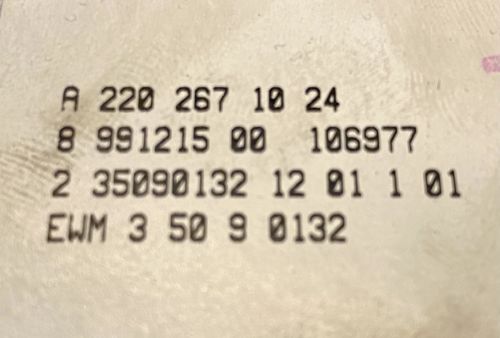 A 220 267 10 24
8 991215 00 106977
2 35090132 12 01 1 01
EWM 3 50 9 0132